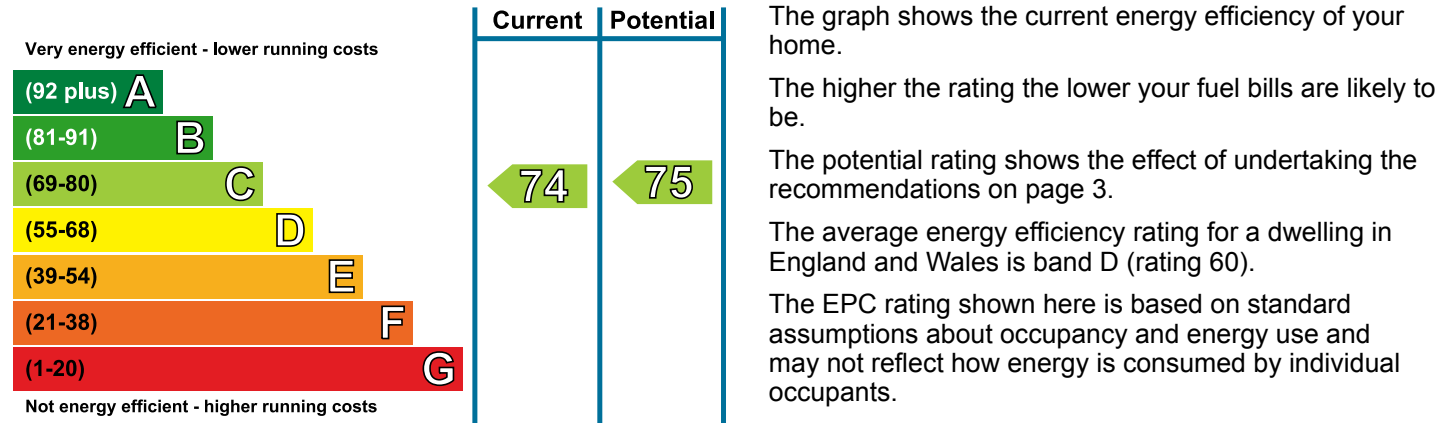 Current Potential
Very energy efficient - lower running costs
(92 plus) A
(81-91) B
(69-80) C
74 75
(55-68) D
(39-54) E
(21-38) F
(1-20) G
Not energy efficient - higher running costs
The graph shows the current energy efficiency of your
home.
The higher the rating the lower your fuel bills are likely to
be.
The potential rating shows the effect of undertaking the
recommendations on page 3.
The average energy efficiency rating for a dwelling in
England and Wales is band D (rating 60).
The EPC rating shown here is based on standard
assumptions about occupancy and energy use and
may not reflect how energy is consumed by individual
occupants.